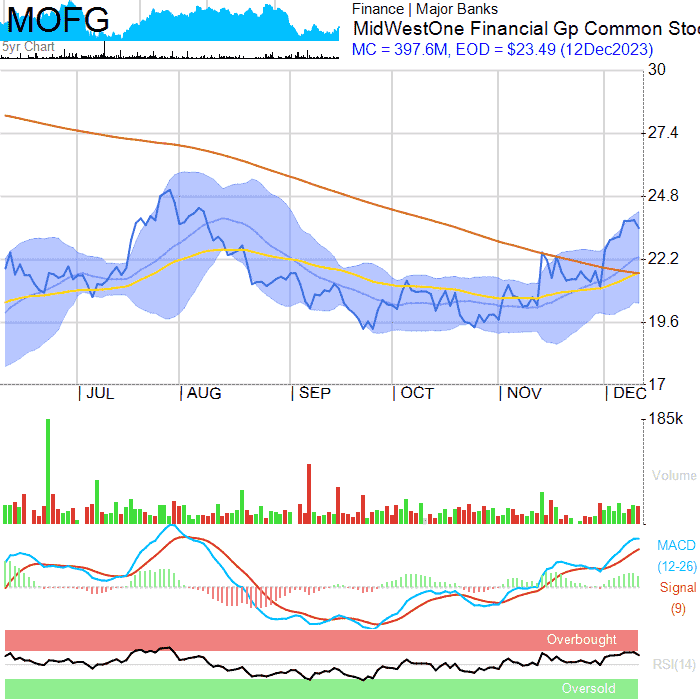 MOFG
5yr Chart
Finance | Major Banks
MidWestOne Financial Gp Common Stoc
MC = 397.6M, EOD = $23.49 (12Dec2023)
30
27.4
24.8
22.2
19.6
17
| JUL | AUG | SEP | OCT | NOV | DEC
185k
Volume
MACD
(12-26)
Signal
(9)
Overbought
RSI(14)
Oversold